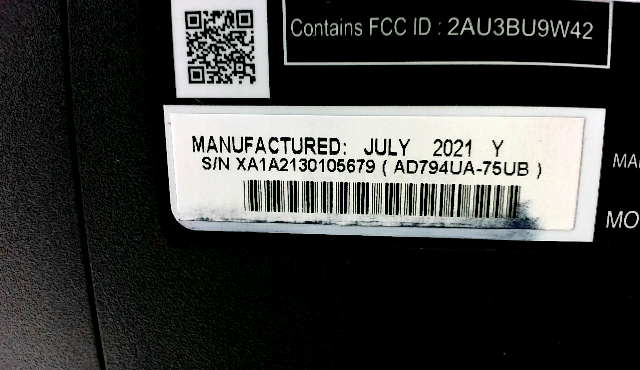 Contains FCC ID : 2AU3BU9W42
MANUFACTURED: JULY 2021 Y
S/N XA1A2130105679 ( AD794UA-75UB )